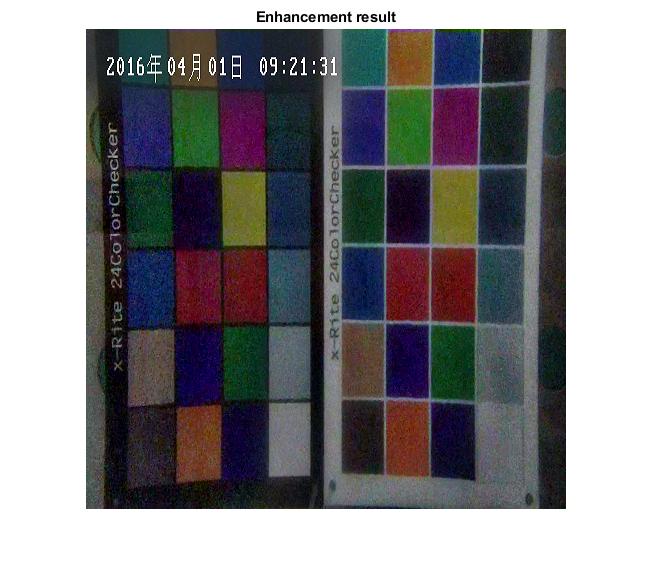 Enhancement result
2016年04月01日 09:21:31
x-Rite 24ColorChecker
x-Rite 24ColorChecker